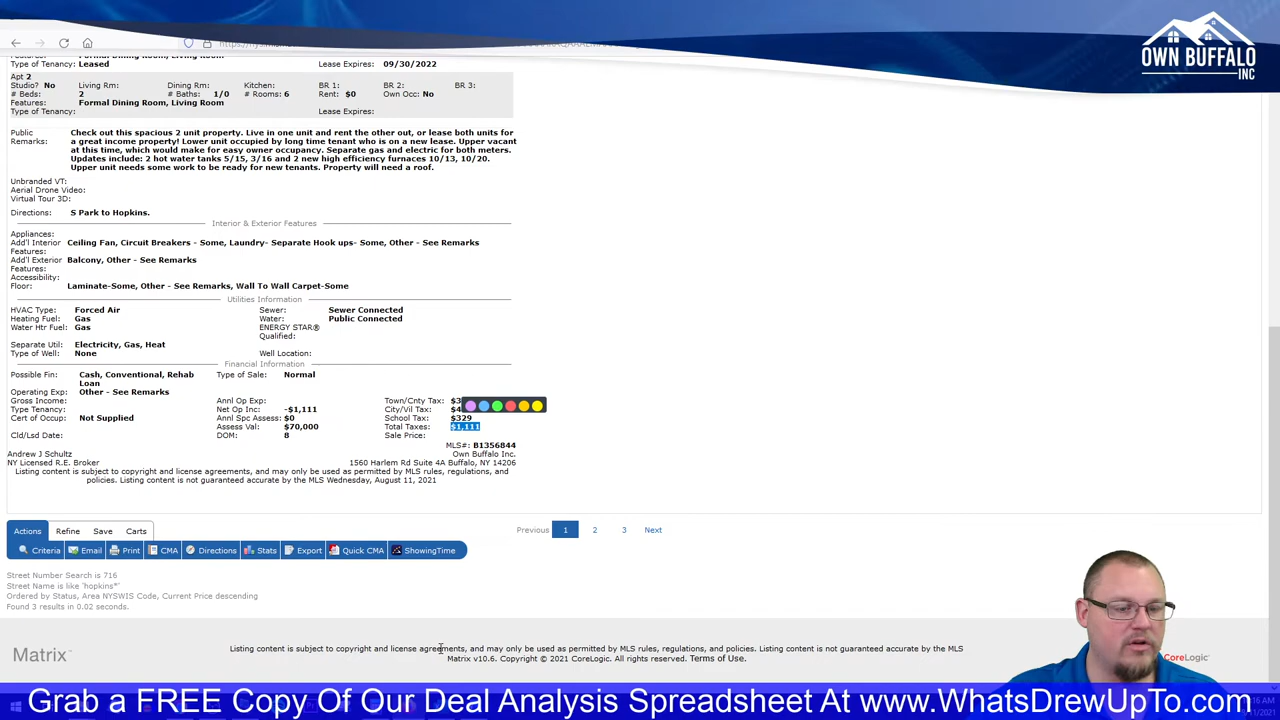 OWN BUFFALO
INC
Formal Dining Room, Living Room
Type of Tenancy: Leased Lease Expires: 09/30/2022
Apt 2
Studio? No Living Rm: Dining Rm: Kitchen: BR 1: BR 2: BR 3:
# Beds: 2 # Baths: 1/0 # Rooms: 6 Rent: $0 Own Occ: No
Features: Formal Dining Room, Living Room
Type of Tenancy: Lease Expires:
Public Remarks: Check out this spacious 2 unit property. Live in one unit and rent the other out, or lease both units for
a great income property! Lower unit occupied by long time tenant who is on a new lease. Upper vacant
at this time, which would make for easy owner occupancy. Separate gas and electric for both meters.
Updates include: 2 hot water tanks 5/15, 3/16 and 2 new high efficiency furnaces 10/13, 10/20.
Upper unit needs some work to be ready for new tenants. Property will need a roof.
Unbranded VT:
Aerial Drone Video:
Virtual Tour 3D:
Directions: S Park to Hopkins.
Interior & Exterior Features
Appliances:
Add'l Interior Features: Ceiling Fan, Circuit Breakers - Some, Laundry- Separate Hook ups- Some, Other - See Remarks
Add'l Exterior Features: Balcony, Other - See Remarks
Accessibility:
Floor: Laminate-Some, Other - See Remarks, Wall To Wall Carpet-Some
Utilities Information
HVAC Type: Forced Air Sewer: Sewer Connected
Heating Fuel: Gas Water: Public Connected
Water Htr Fuel: Gas ENERGY STAR®
Qualified:
Separate Util: Electricity, Gas, Heat
Type of Well: None Well Location:
Financial Information
Possible Fin: Cash, Conventional, Rehab Loan Type of Sale: Normal
Operating Exp: Other - See Remarks
Gross Income: Annl Op Exp: Town/Cnty Tax:
Type Tenancy: Net Op Inc: -$1,111 City/Vil Tax:
Cert of Occup: Not Supplied Annl Spc Assess: $0 School Tax: $329
Assess Val: $70,000 Total Taxes: $1,111
Cld/Lsd Date: DOM: 8 Sale Price:
MLS#: B1356844
Andrew J Schultz Own Buffalo Inc.
NY Licensed R.E. Broker 1560 Harlem Rd Suite 4A Buffalo, NY 14206
Listing content is subject to copyright and license agreements, and may only be used as permitted by MLS rules, regulations, and
policies. Listing content is not guaranteed accurate by the MLS Wednesday, August 11, 2021
Actions Refine Save Carts Previous 1 2 3 Next
Criteria Email Print CMA Directions Stats Export Quick CMA ShowingTime
Street Number Search is 716
Street Name is like 'hopkins*'
Ordered by Status, Area NYSWIS Code, Current Price descending
Found 3 results in 0.02 seconds.
Listing content is subject to copyright and license agreements, and may only be used as permitted by MLS rules, regulations, and policies. Listing content is not guaranteed accurate by the MLS
Matrix v10.6. Copyright © 2021 CoreLogic. All rights reserved. Terms of Use.
Matrix
CoreLogic
Grab a FREE Copy Of Our Deal Analysis Spreadsheet At www.WhatsDrewUpTo.com